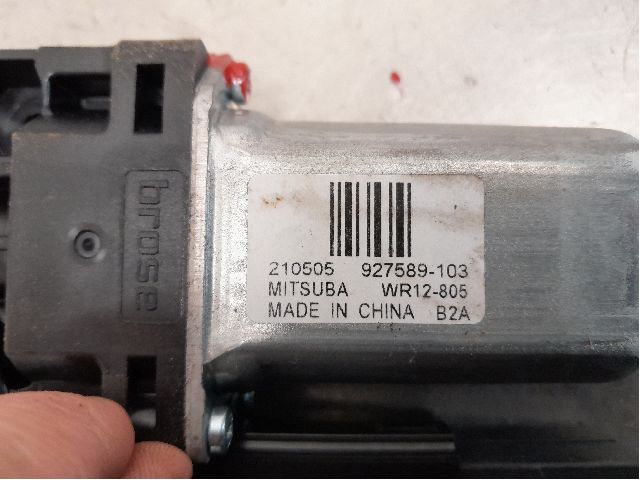 brose
210505 927589-103
MITSUBA WR12-805
MADE IN CHINA B2A